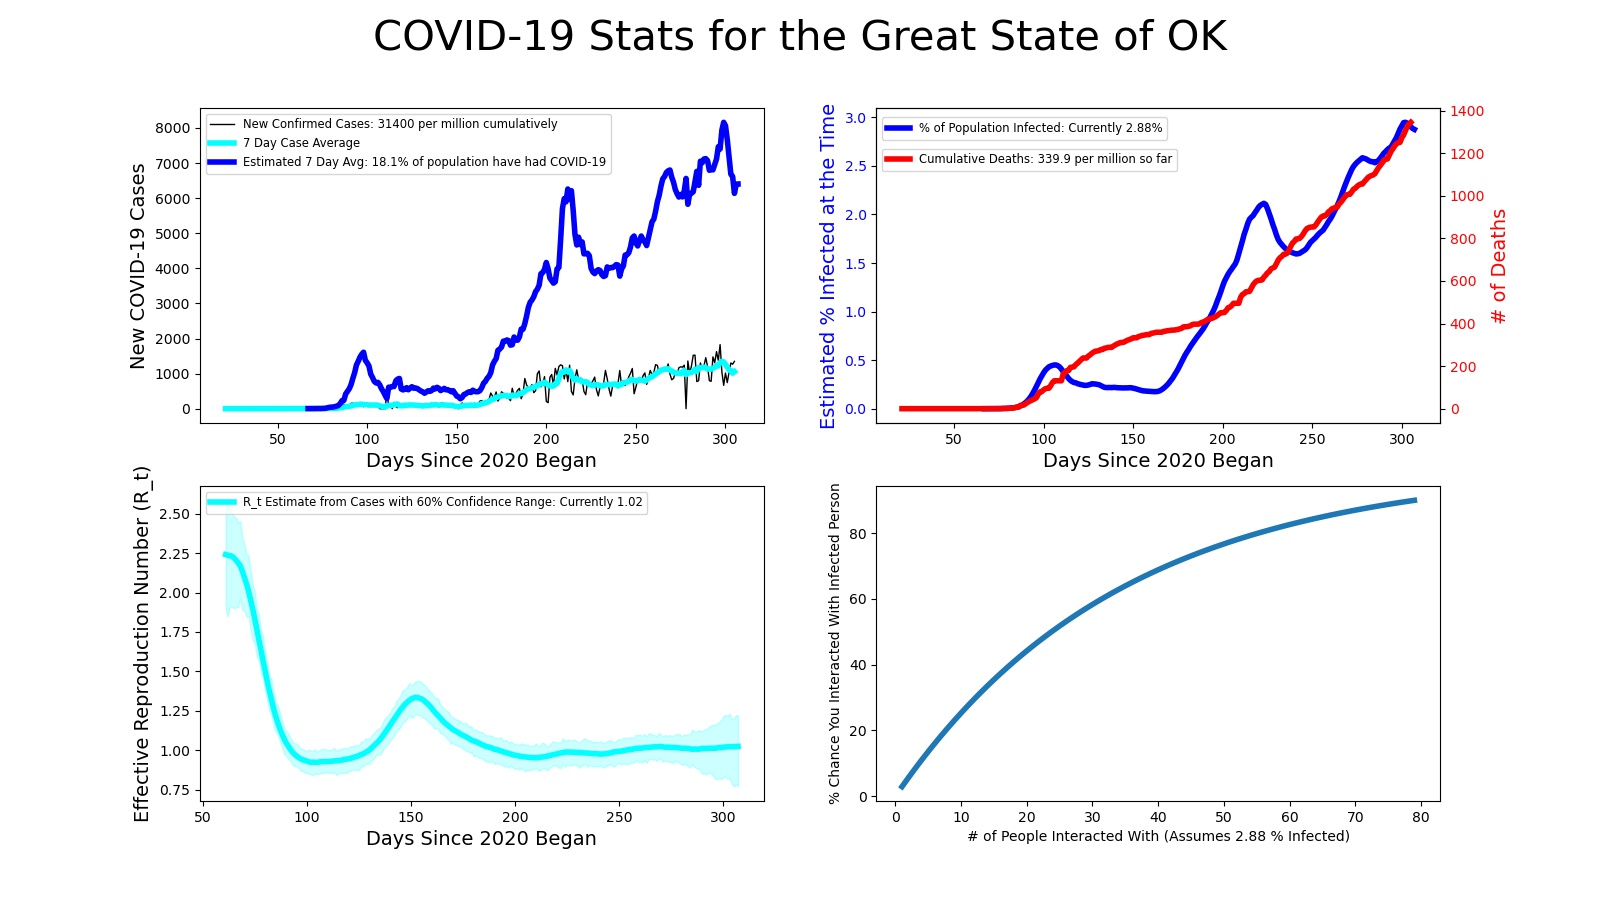 COVID-19 Stats for the Great State of OK
New COVID-19 Cases
8000
7000
6000
5000
4000
3000
2000
1000
0
New Confirmed Cases: 31400 per million cumulatively
7 Day Case Average
Estimated 7 Day Avg: 18.1% of population have had COVID-19
50 100 150 200 250 300
Days Since 2020 Began
Estimated % Infected at the Time
3.0
2.5
2.0
1.5
1.0
0.5
0.0
% of Population Infected: Currently 2.88%
Cumulative Deaths: 339.9 per million so far
1400
1200
1000
800
600
400
200
0
# of Deaths
50 100 150 200 250 300
Days Since 2020 Began
Effective Reproduction Number (R_t)
2.50
2.25
2.00
1.75
1.50
1.25
1.00
0.75
R_t Estimate from Cases with 60% Confidence Range: Currently 1.02
50 100 150 200 250 300
Days Since 2020 Began
% Chance You Interacted With Infected Person
80
60
40
20
0
0 10 20 30 40 50 60 70 80
# of People Interacted With (Assumes 2.88 % Infected)